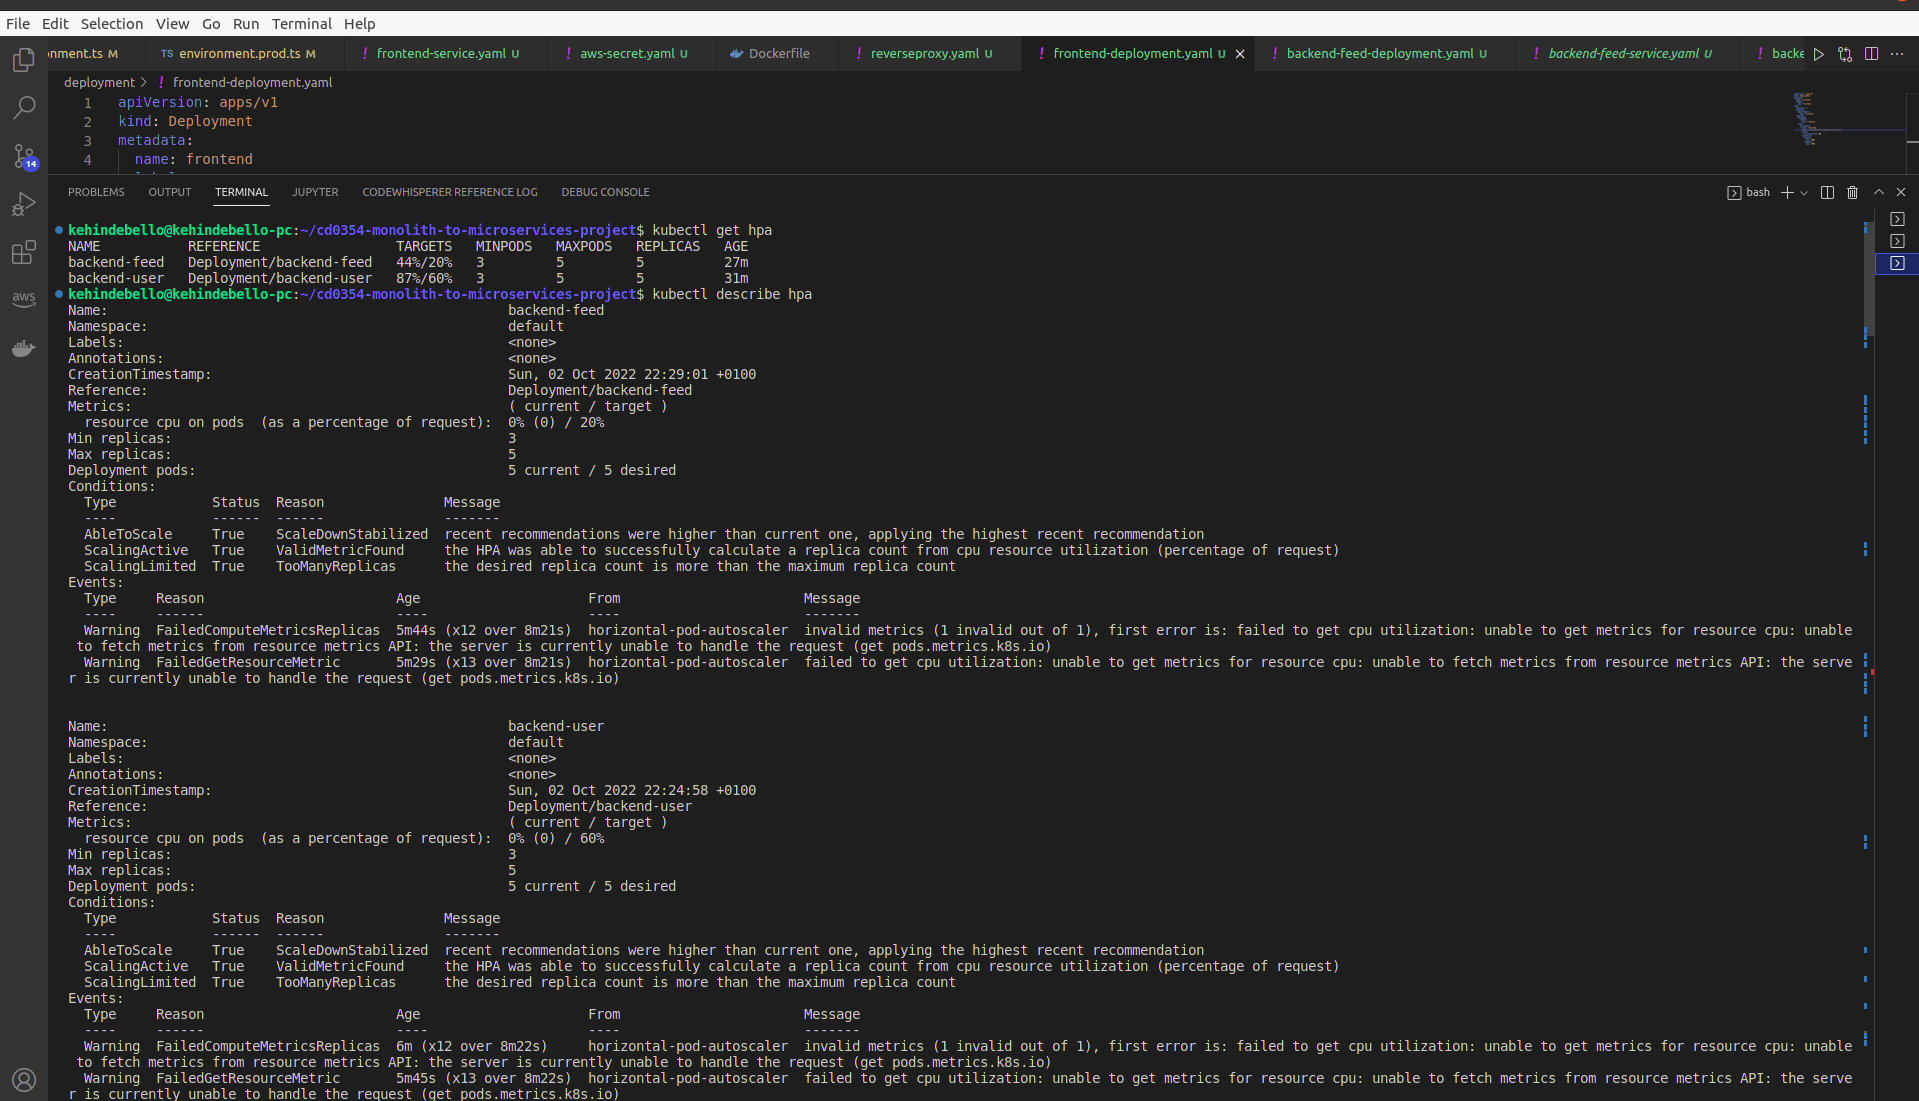 File Edit Selection View Go Run Terminal Help
nment.ts M TS environment.prod.ts M ! frontend-service.yaml U ! aws-secret.yaml U Dockerfile ! reverseproxy.yaml U ! frontend-deployment.yaml U ! backend-feed-deployment.yaml U ! backend-feed-service.yaml U ! backe
deployment > ! frontend-deployment.yaml
1 apiVersion: apps/v1
2 kind: Deployment
3 metadata:
4 name: frontend
14
aws
PROBLEMS OUTPUT TERMINAL JUPYTER CODEWHISPERER REFERENCE LOG DEBUG CONSOLE bash
kehindebello@kehindebello-pc:~/cd0354-monolith-to-microservices-project$ kubectl get hpa
NAME REFERENCE TARGETS MINPODS MAXPODS REPLICAS AGE
backend-feed Deployment/backend-feed 44%/20% 3 5 5 27m
backend-user Deployment/backend-user 87%/60% 3 5 5 31m
kehindebello@kehindebello-pc:~/cd0354-monolith-to-microservices-project$ kubectl describe hpa
Name: backend-feed
Namespace: default
Labels: <none>
Annotations: <none>
CreationTimestamp: Sun, 02 Oct 2022 22:29:01 +0100
Reference: Deployment/backend-feed
Metrics: ( current / target )
resource cpu on pods (as a percentage of request): 0% (0) / 20%
Min replicas: 3
Max replicas: 5
Deployment pods: 5 current / 5 desired
Conditions:
Type Status Reason Message
---- ------ ------ -------
AbleToScale True ScaleDownStabilized recent recommendations were higher than current one, applying the highest recent recommendation
ScalingActive True ValidMetricFound the HPA was able to successfully calculate a replica count from cpu resource utilization (percentage of request)
ScalingLimited True TooManyReplicas the desired replica count is more than the maximum replica count
Events:
Type Reason Age From Message
---- ------ ---- ---- -------
Warning FailedComputeMetricsReplicas 5m44s (x12 over 8m21s) horizontal-pod-autoscaler invalid metrics (1 invalid out of 1), first error is: failed to get cpu utilization: unable to get metrics for resource cpu: unable
to fetch metrics from resource metrics API: the server is currently unable to handle the request (get pods.metrics.k8s.io)
Warning FailedGetResourceMetric 5m29s (x13 over 8m21s) horizontal-pod-autoscaler failed to get cpu utilization: unable to get metrics for resource cpu: unable to fetch metrics from resource metrics API: the serve
r is currently unable to handle the request (get pods.metrics.k8s.io)
Name: backend-user
Namespace: default
Labels: <none>
Annotations: <none>
CreationTimestamp: Sun, 02 Oct 2022 22:24:58 +0100
Reference: Deployment/backend-user
Metrics: ( current / target )
resource cpu on pods (as a percentage of request): 0% (0) / 60%
Min replicas: 3
Max replicas: 5
Deployment pods: 5 current / 5 desired
Conditions:
Type Status Reason Message
---- ------ ------ -------
AbleToScale True ScaleDownStabilized recent recommendations were higher than current one, applying the highest recent recommendation
ScalingActive True ValidMetricFound the HPA was able to successfully calculate a replica count from cpu resource utilization (percentage of request)
ScalingLimited True TooManyReplicas the desired replica count is more than the maximum replica count
Events:
Type Reason Age From Message
---- ------ ---- ---- -------
Warning FailedComputeMetricsReplicas 6m (x12 over 8m22s) horizontal-pod-autoscaler invalid metrics (1 invalid out of 1), first error is: failed to get cpu utilization: unable to get metrics for resource cpu: unable
to fetch metrics from resource metrics API: the server is currently unable to handle the request (get pods.metrics.k8s.io)
Warning FailedGetResourceMetric 5m45s (x13 over 8m22s) horizontal-pod-autoscaler failed to get cpu utilization: unable to get metrics for resource cpu: unable to fetch metrics from resource metrics API: the serve
r is currently unable to handle the request (get pods.metrics.k8s.io)